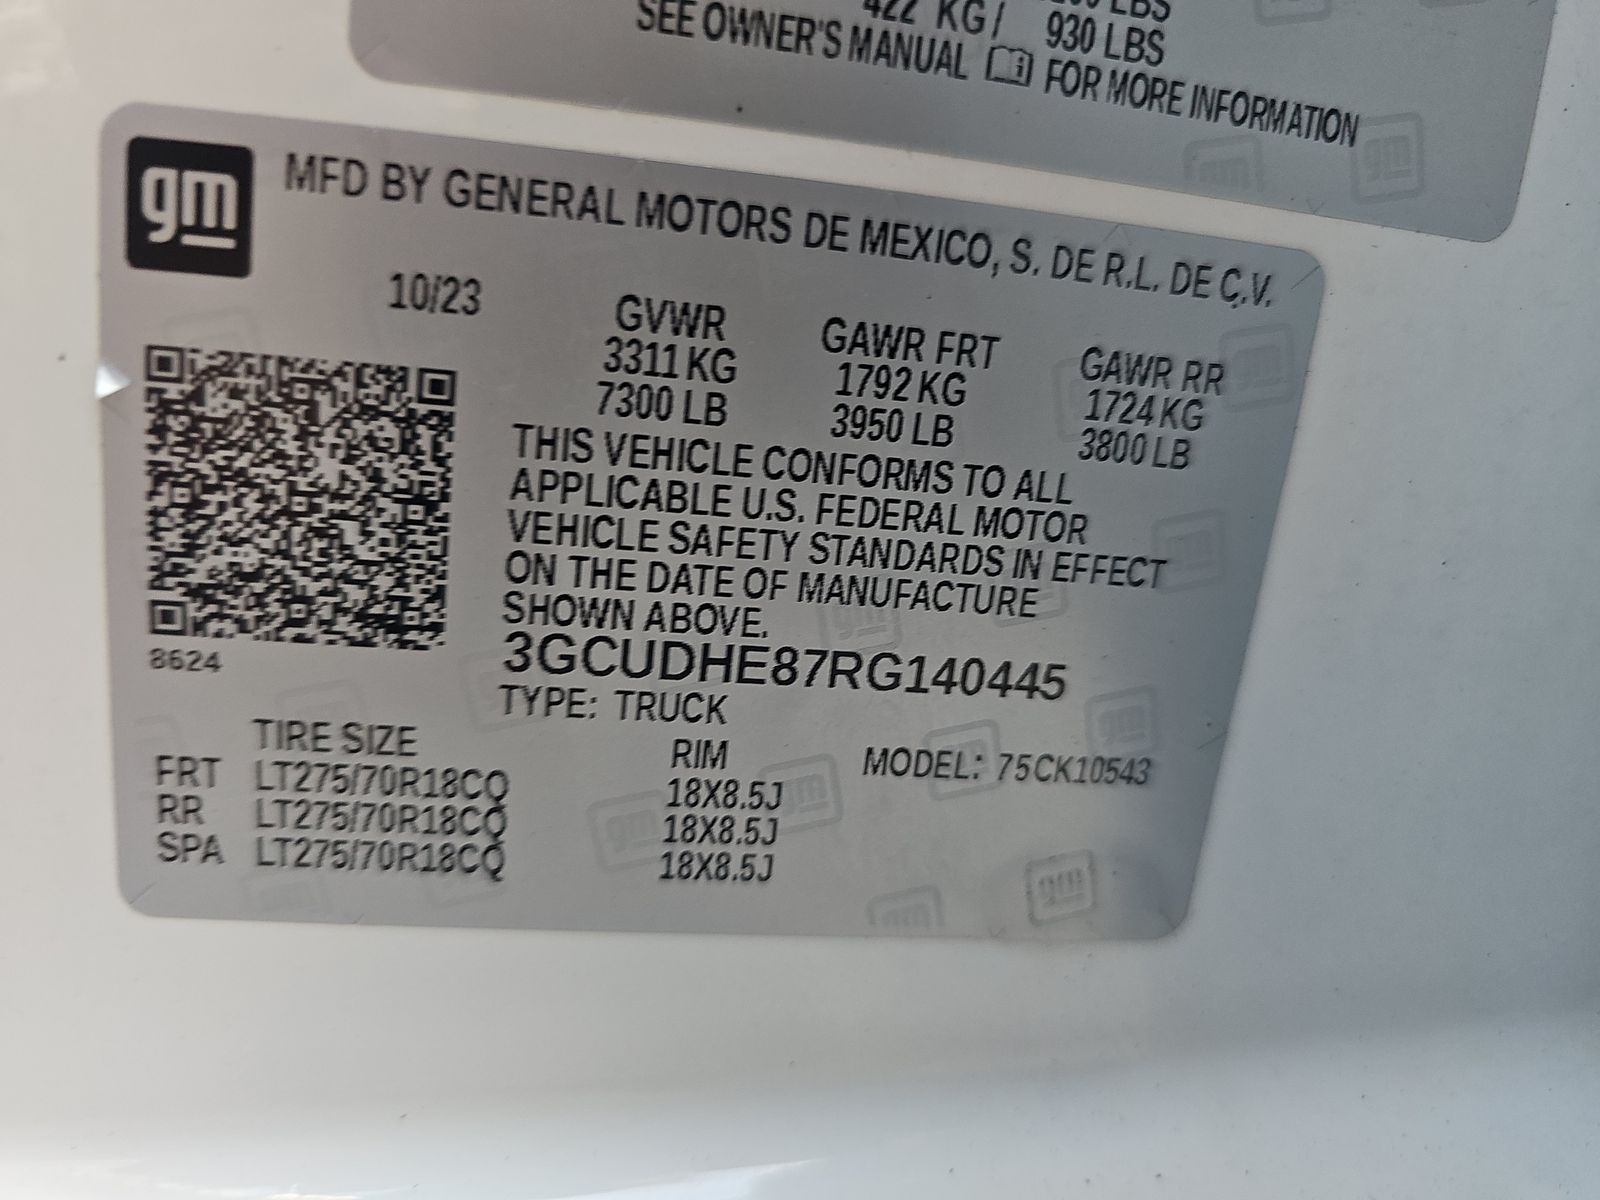 422 KG/ 930 LBS
SEE OWNER'S MANUAL FOR MORE INFORMATION
gm
MFD BY GENERAL MOTORS DE MEXICO, S. DE R.L. DE C.V.
10/23
GVWR GAWR FRT GAWR RR
3311 KG 1792 KG 1724 KG
7300 LB 3950 LB 3800 LB
THIS VEHICLE CONFORMS TO ALL
APPLICABLE U.S. FEDERAL MOTOR
VEHICLE SAFETY STANDARDS IN EFFECT
ON THE DATE OF MANUFACTURE
SHOWN ABOVE.
8624
3GCUDHE87RG140445
TYPE: TRUCK
TIRE SIZE RIM MODEL: 75CK10543
FRT LT275/70R18CQ 18X8.5J
RR LT275/70R18CQ 18X8.5J
SPA LT275/70R18CQ 18X8.5J